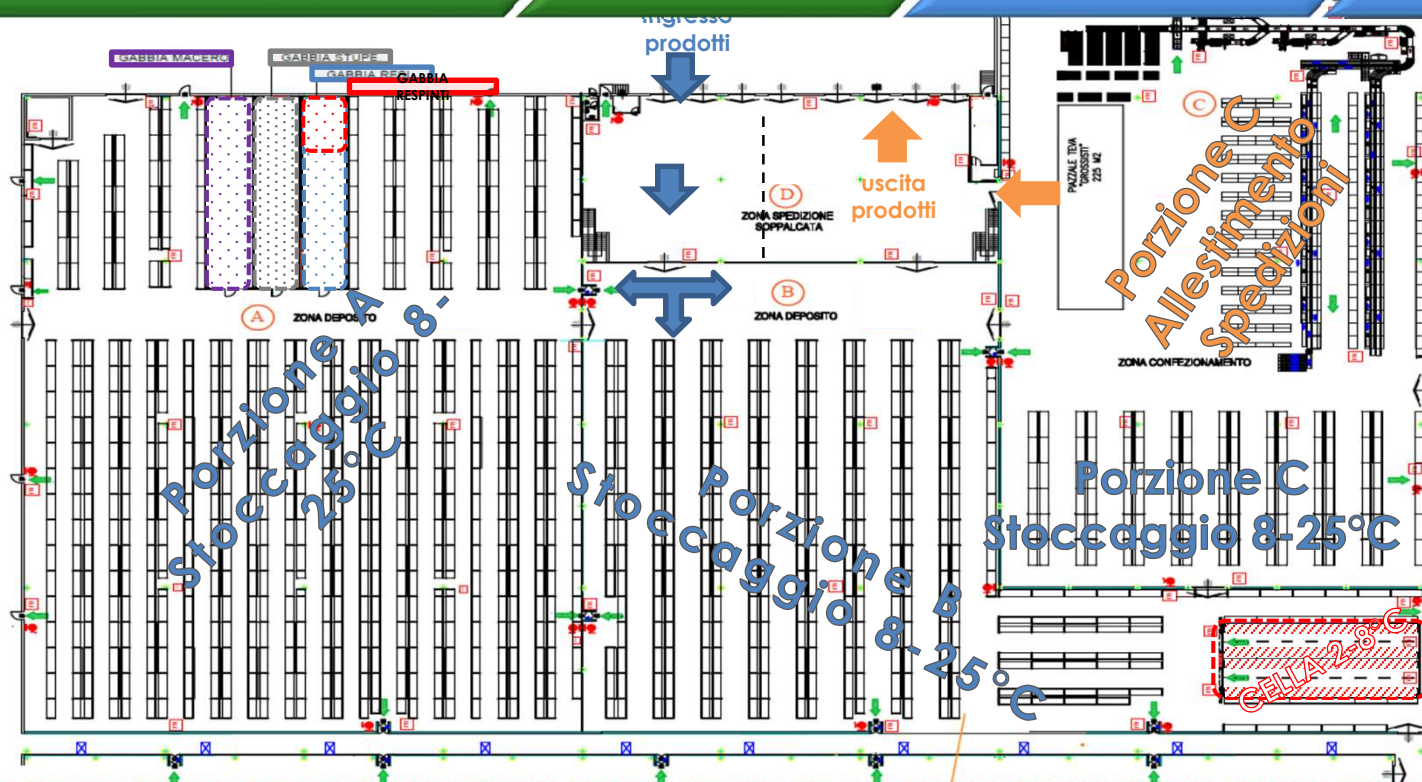 ingresso
prodotti
GABBIA MACERO
GABBIA STUPE.
GABBIA RESI
GABBIA
RESPINTI
uscita
prodotti
D
ZONA SPEDIZIONE
SOPPALCATA
PIAZZALE TEVA
"GROSSISTI"
225 M2
C
Porzione C
Allestimento
Spedizioni
A
ZONA DEPOSITO
B
ZONA DEPOSITO
ZONA CONFEZIONAMENTO
Porzione A
Stoccaggio 8-
25°C
Porzione B
Stoccaggio 8-25°C
Porzione C
Stoccaggio 8-25°C
CELLA 2-8°C